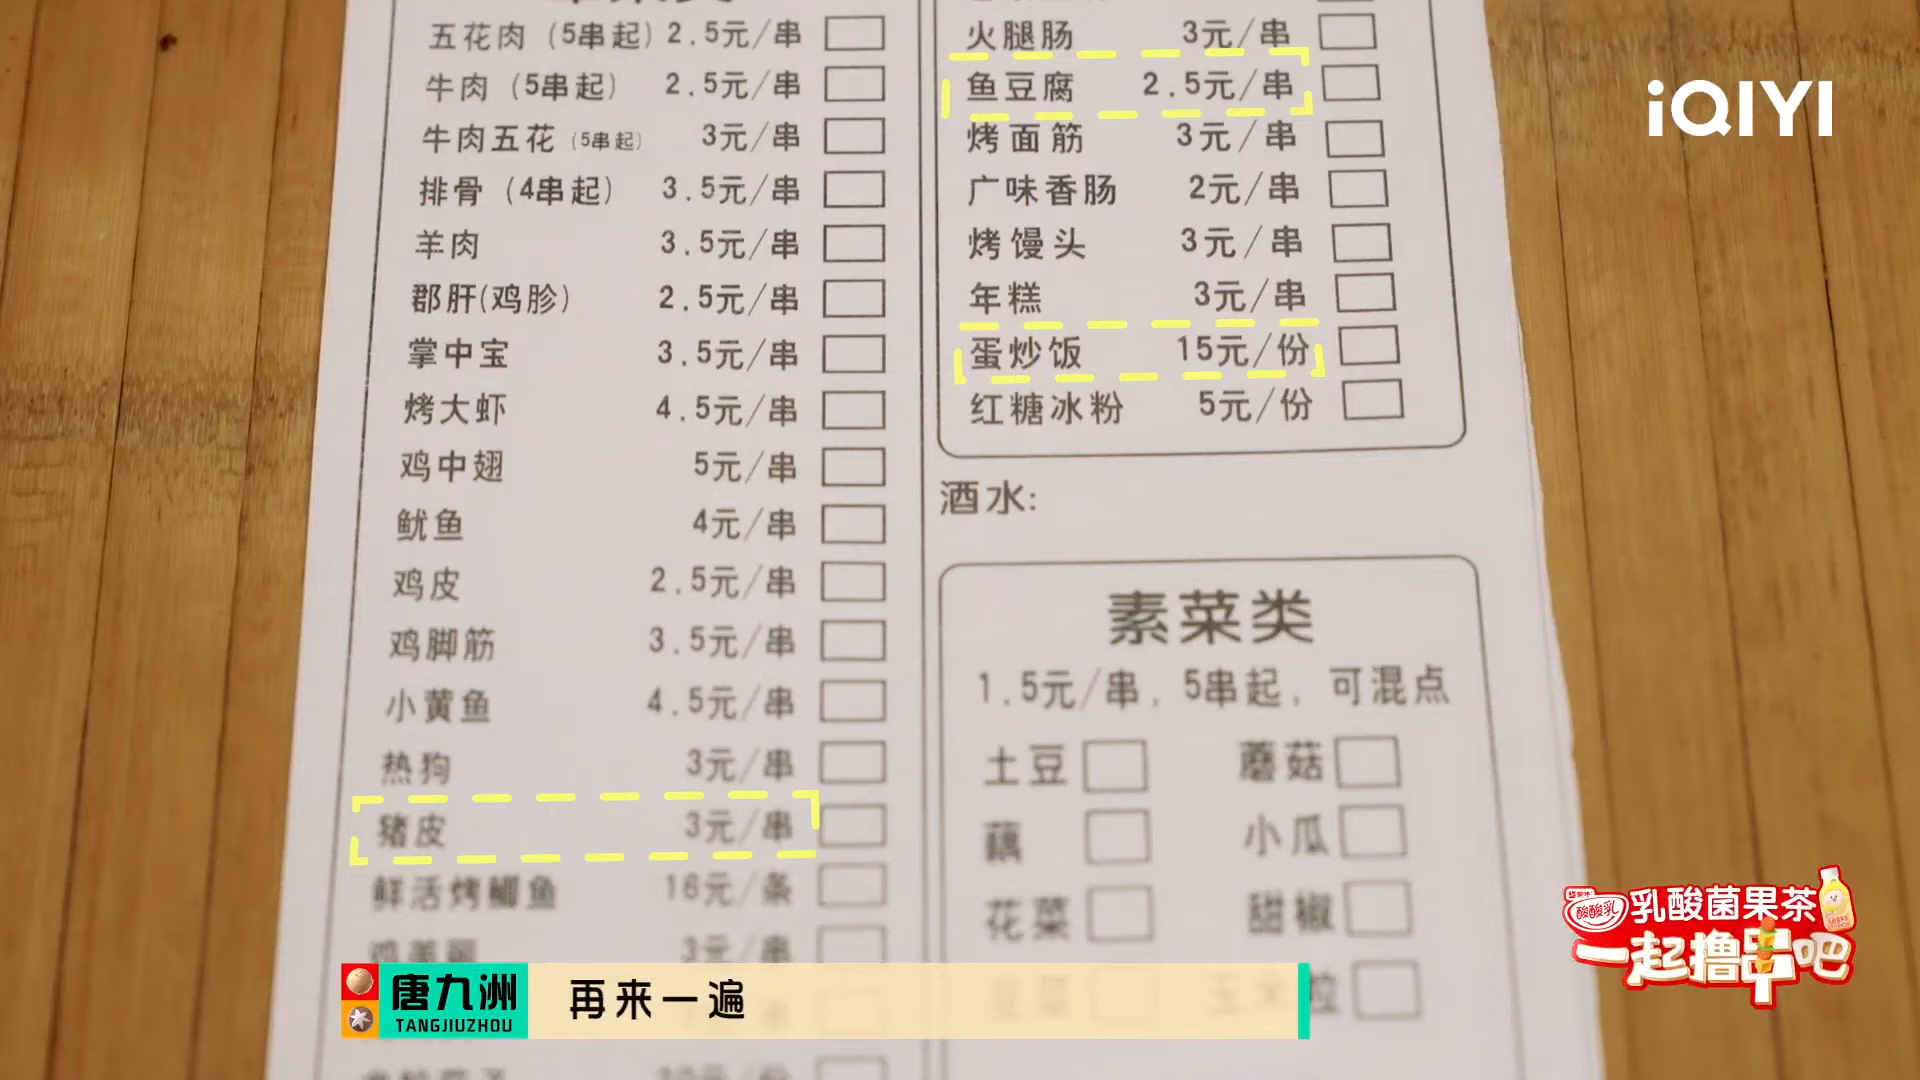 五花肉（5串起）2.5元/串
牛肉（5串起） 2.5元/串
牛肉五花（5串起） 3元/串
排骨（4串起） 3.5元/串
羊肉 3.5元/串
郡肝(鸡胗) 2.5元/串
掌中宝 3.5元/串
烤大虾 4.5元/串
鸡中翅 5元/串
鱿鱼 4元/串
鸡皮 2.5元/串
鸡脚筋 3.5元/串
小黄鱼 4.5元/串
热狗 3元/串
猪皮 3元/串
鲜活烤鲫鱼 16元/条
3元/串
火腿肠 3元/串
鱼豆腐 2.5元/串
烤面筋 3元/串
广味香肠 2元/串
烤馒头 3元/串
年糕 3元/串
蛋炒饭 15元/份
红糖冰粉 5元/份
酒水:
素菜类
1.5元/串，5串起，可混点
土豆 蘑菇
藕 小瓜
花菜 甜椒
iQIYI
酸酸乳 乳酸菌果茶
一起撸串吧
唐九洲
TANGJIUZHOU
再来一遍